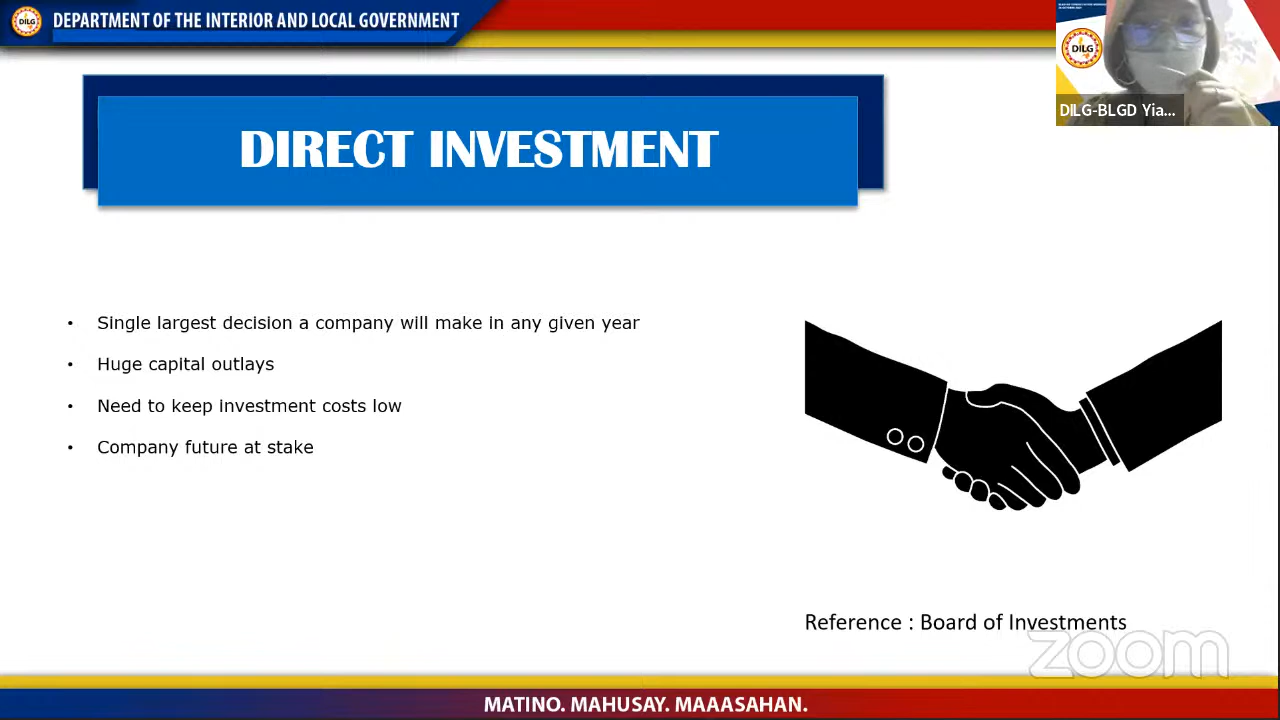 DEPARTMENT OF THE INTERIOR AND LOCAL GOVERNMENT
DILG
DILG
DILG-BLGD Yia...
DIRECT INVESTMENT
• Single largest decision a company will make in any given year
• Huge capital outlays
• Need to keep investment costs low
• Company future at stake
Reference : Board of Investments
zoom
MATINO. MAHUSAY. MAAASAHAN.